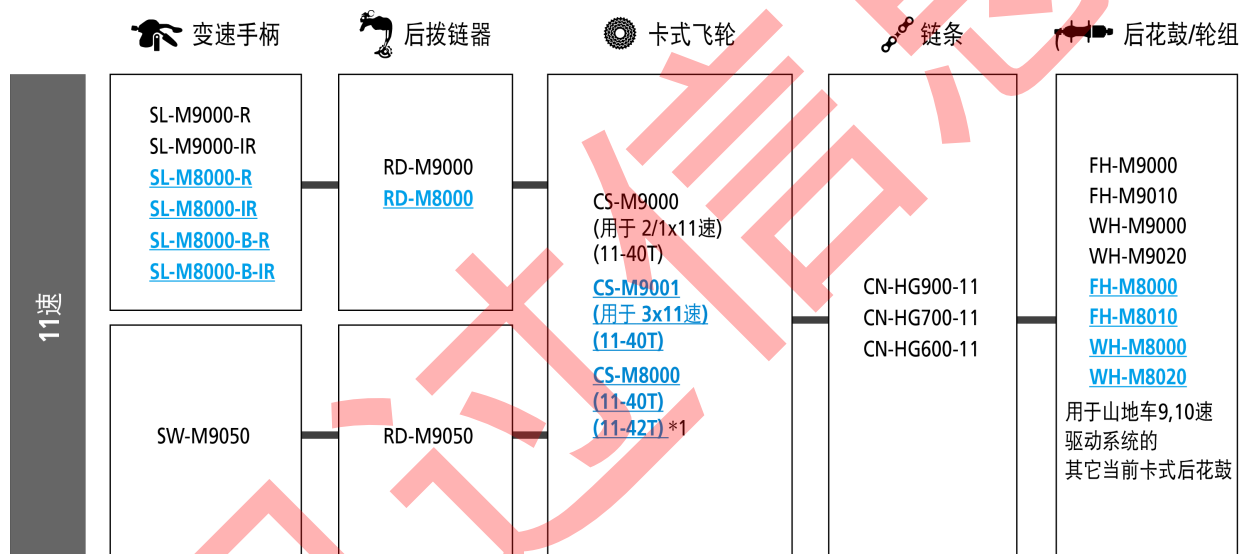 变速手柄
后拨链器
卡式飞轮
链条
后花鼓/轮组
11速
SL-M9000-R
SL-M9000-IR
SL-M8000-R
SL-M8000-IR
SL-M8000-B-R
SL-M8000-B-IR
RD-M9000
RD-M8000
SW-M9050
RD-M9050
CS-M9000
(用于 2/1x11速)
(11-40T)
CS-M9001
(用于 3x11速)
(11-40T)
CS-M8000
(11-40T)
(11-42T) *1
CN-HG900-11
CN-HG700-11
CN-HG600-11
FH-M9000
FH-M9010
WH-M9000
WH-M9020
FH-M8000
FH-M8010
WH-M8000
WH-M8020
用于山地车9,10速
驱动系统的
其它当前卡式后花鼓
过信息